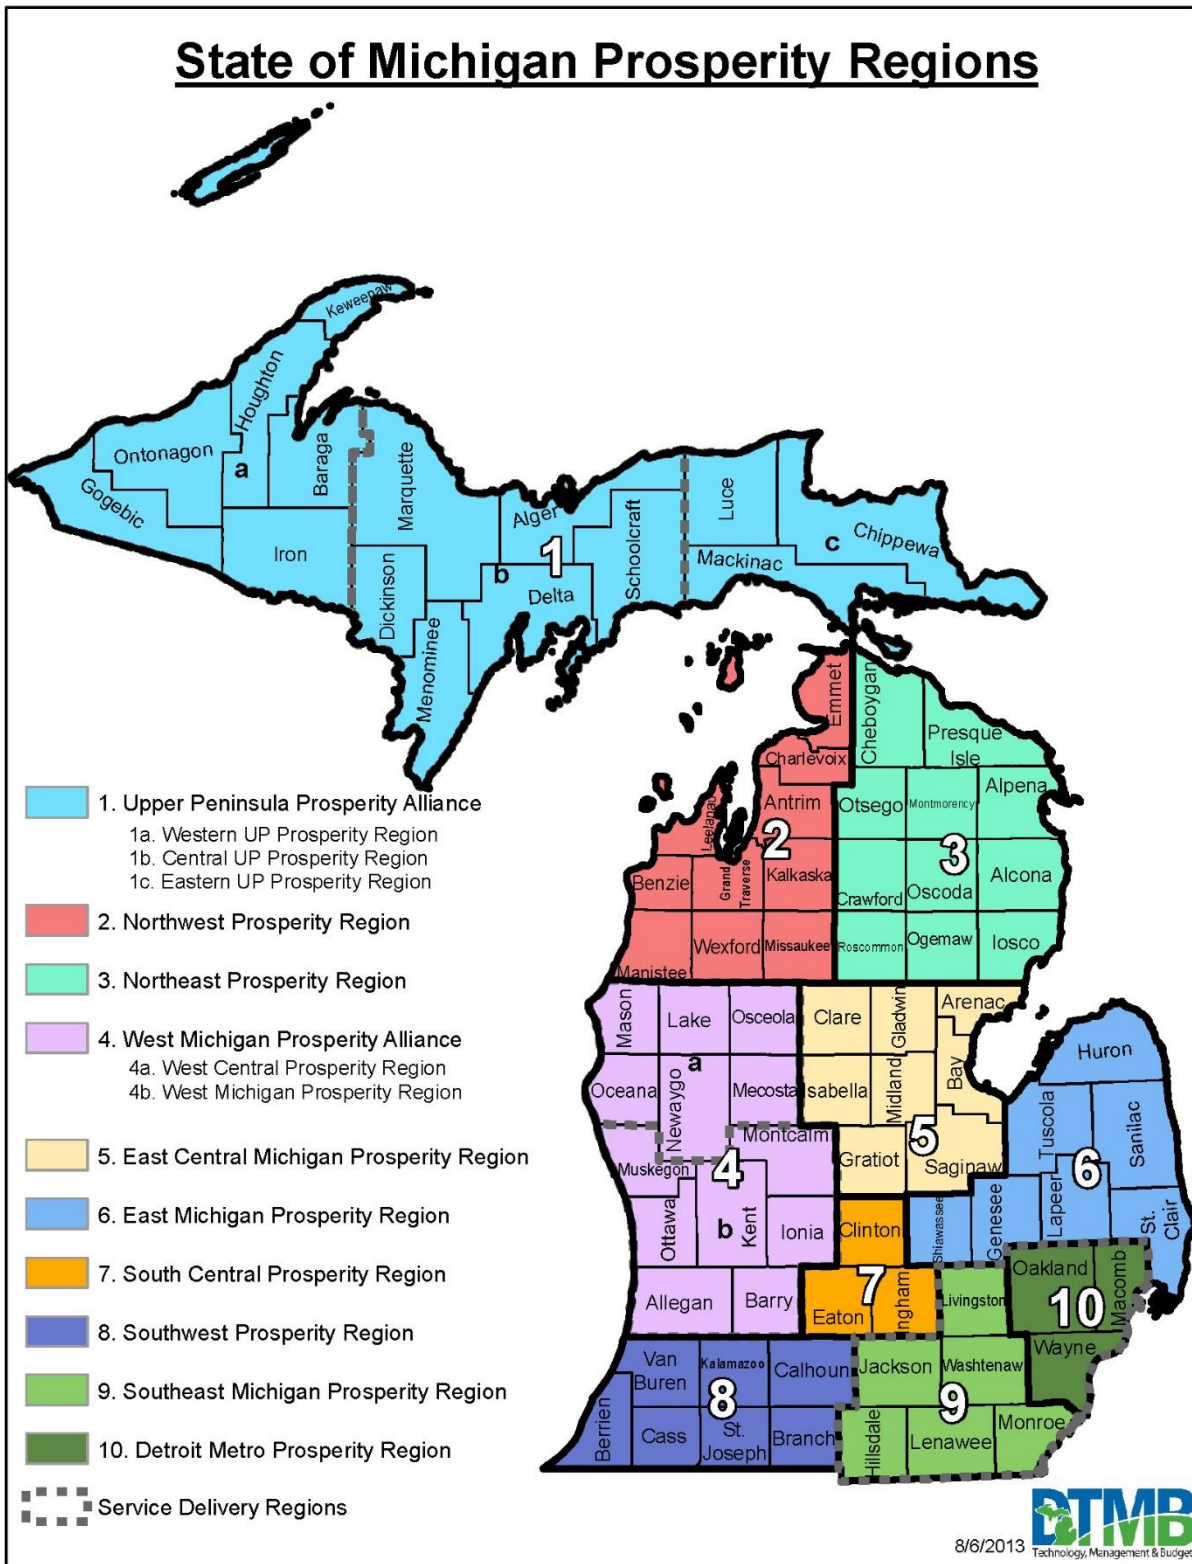 State of Michigan Prosperity Regions
Keweenaw
Houghton
Ontonagon
a
Baraga
Gogebic
Iron
Marquette
Dickinson
Menominee
Alger
1
b
Delta
Schoolcraft
Luce
Mackinac
c
Chippewa
Emmet
Cheboygan
Presque
Isle
Charlevoix
Antrim
Otsego
Montmorency
Alpena
Leelanau
2
3
Benzie
Grand
Traverse
Kalkaska
Crawford
Oscoda
Alcona
Manistee
Wexford
Missaukee
Roscommon
Ogemaw
Iosco
Mason
Lake
Osceola
Clare
Gladwin
Arenac
a
Oceana
Newaygo
Mecosta
Isabella
Midland
Bay
Huron
Muskegon
Montcalm
4
Gratiot
5
Saginaw
Tuscola
Sanilac
6
Ottawa
b
Kent
Ionia
Clinton
Shiawassee
Genesee
Lapeer
St.
Clair
Allegan
Barry
Eaton
7
Ingham
Livingston
Oakland
Macomb
10
Van
Buren
Kalamazoo
Calhoun
Jackson
Washtenaw
Wayne
8
9
Berrien
Cass
St.
Joseph
Branch
Hillsdale
Lenawee
Monroe
1. Upper Peninsula Prosperity Alliance
1a. Western UP Prosperity Region
1b. Central UP Prosperity Region
1c. Eastern UP Prosperity Region
2. Northwest Prosperity Region
3. Northeast Prosperity Region
4. West Michigan Prosperity Alliance
4a. West Central Prosperity Region
4b. West Michigan Prosperity Region
5. East Central Michigan Prosperity Region
6. East Michigan Prosperity Region
7. South Central Prosperity Region
8. Southwest Prosperity Region
9. Southeast Michigan Prosperity Region
10. Detroit Metro Prosperity Region
Service Delivery Regions
8/6/2013
DTMB
Technology, Management & Budget